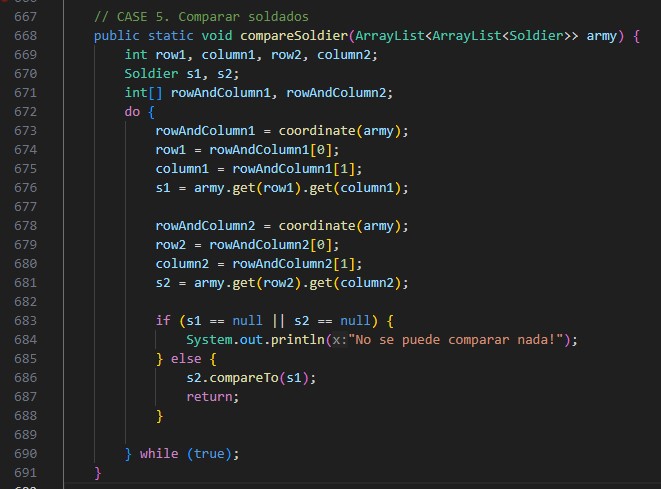 667 // CASE 5. Comparar soldados
668 public static void compareSoldier(ArrayList<ArrayList<Soldier>> army) {
669 int row1, column1, row2, column2;
670 Soldier s1, s2;
671 int[] rowAndColumn1, rowAndColumn2;
672 do {
673 rowAndColumn1 = coordinate(army);
674 row1 = rowAndColumn1[0];
675 column1 = rowAndColumn1[1];
676 s1 = army.get(row1).get(column1);
677
678 rowAndColumn2 = coordinate(army);
679 row2 = rowAndColumn2[0];
680 column2 = rowAndColumn2[1];
681 s2 = army.get(row2).get(column2);
682
683 if (s1 == null || s2 == null) {
684 System.out.println(x:"No se puede comparar nada!");
685 } else {
686 s2.compareTo(s1);
687 return;
688 }
689
690 } while (true);
691 }